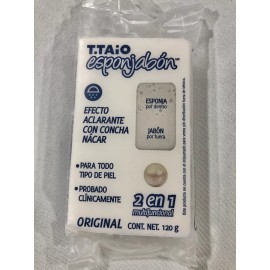 T.TAiO
esponjabón™
EFECTO
ACLARANTE
CON CONCHA
NÁCAR
ESPONJA
por dentro
JABÓN
por fuera
• PARA TODO
TIPO DE PIEL
• PROBADO
CLÍNICAMENTE
2 en 1
multifuncional
ORIGINAL CONT. NET. 120 g